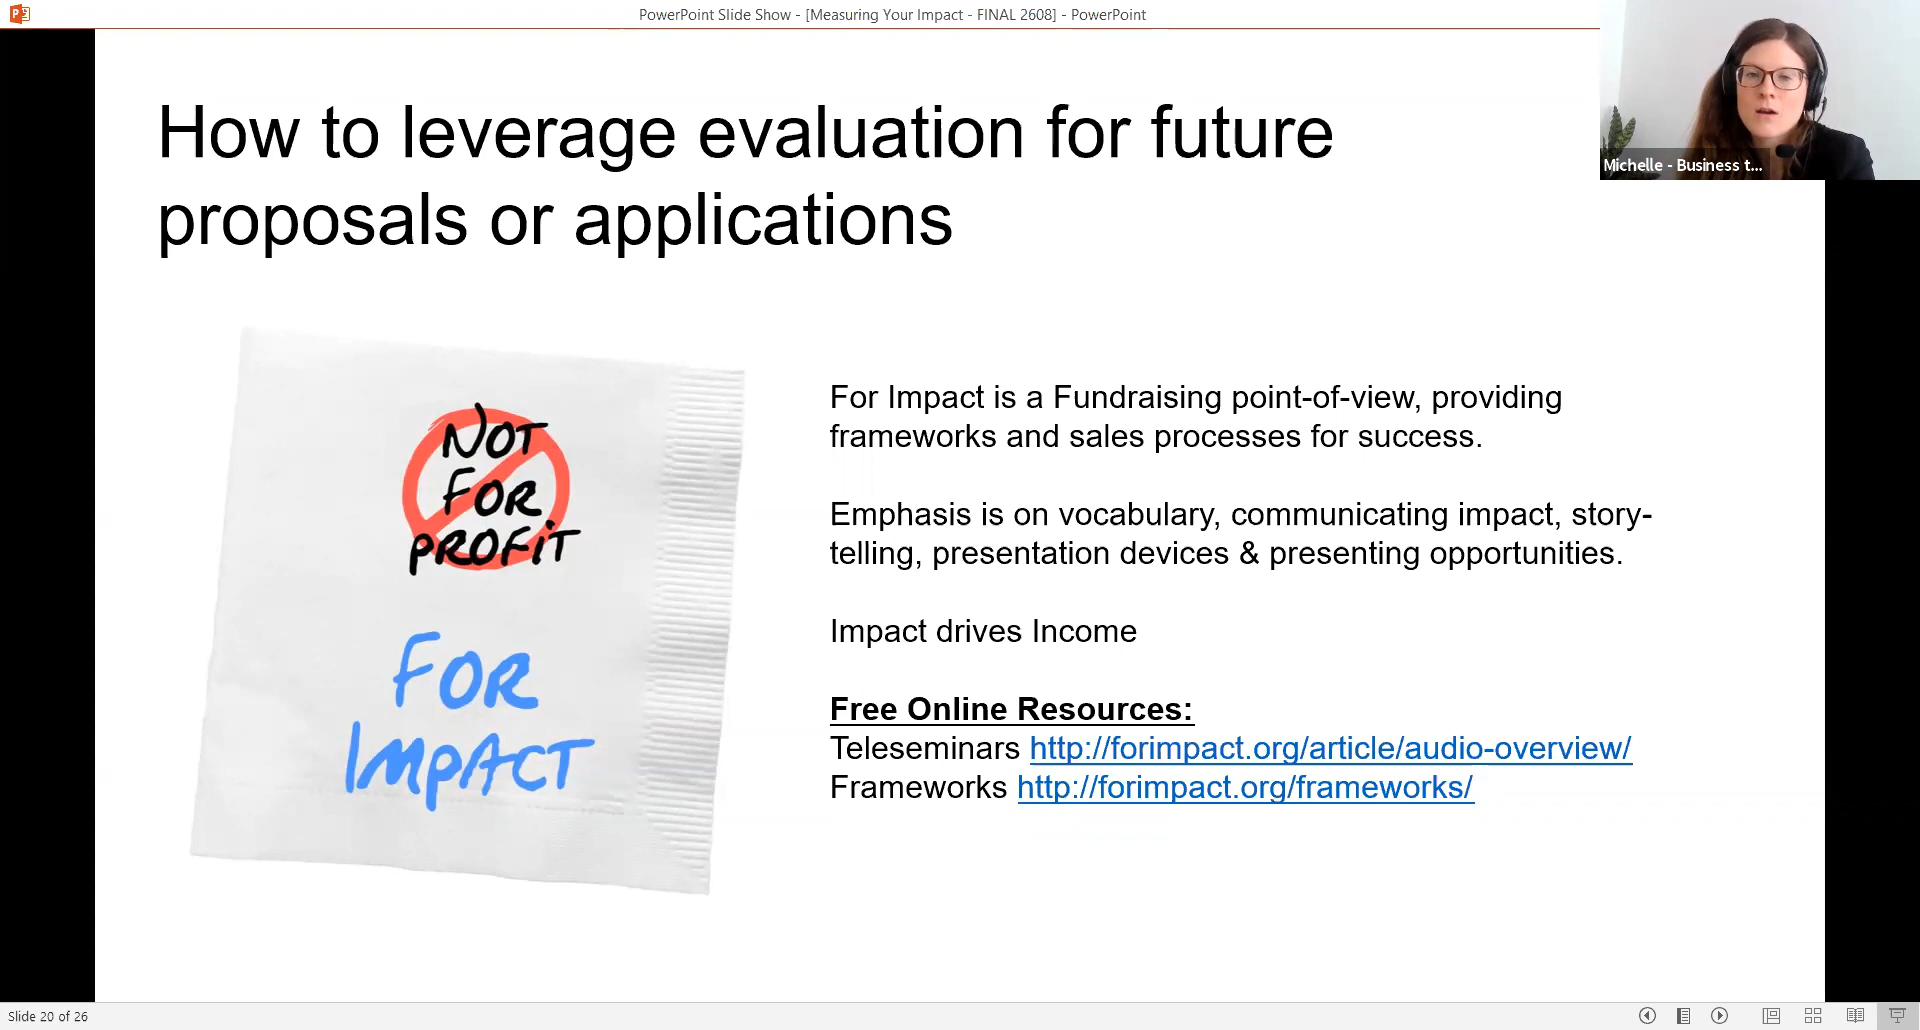 PowerPoint Slide Show - [Measuring Your Impact - FINAL 2608] - PowerPoint
Michelle - Business t...
How to leverage evaluation for future
proposals or applications
NOT
FOR
PROFiT
FOR
IMPACT
For Impact is a Fundraising point-of-view, providing
frameworks and sales processes for success.
Emphasis is on vocabulary, communicating impact, story-
telling, presentation devices & presenting opportunities.
Impact drives Income
Free Online Resources:
Teleseminars http://forimpact.org/article/audio-overview/
Frameworks http://forimpact.org/frameworks/
Slide 20 of 26